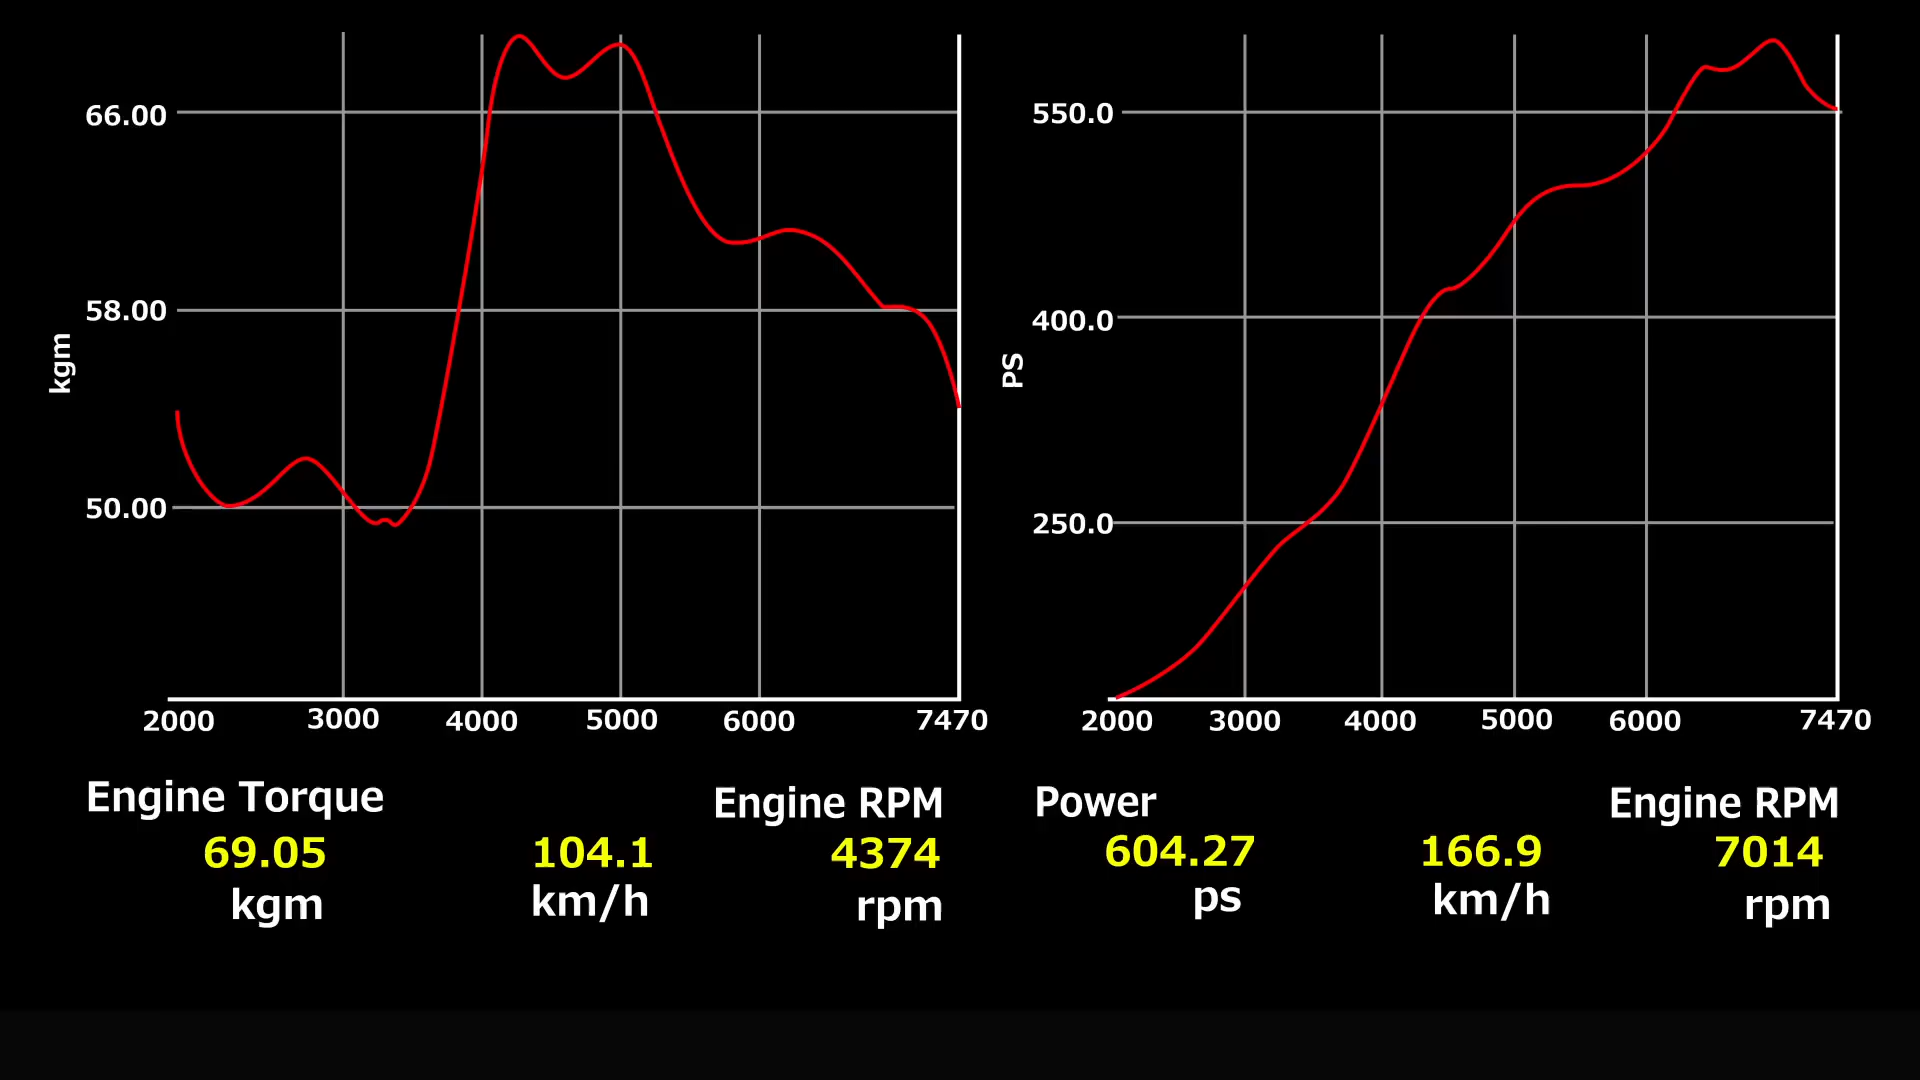 66.00
58.00
50.00
kgm
2000 3000 4000 5000 6000 7470
Engine Torque
69.05
kgm
104.1
km/h
Engine RPM
4374
rpm
550.0
400.0
250.0
PS
2000 3000 4000 5000 6000 7470
Power
604.27
ps
166.9
km/h
Engine RPM
7014
rpm